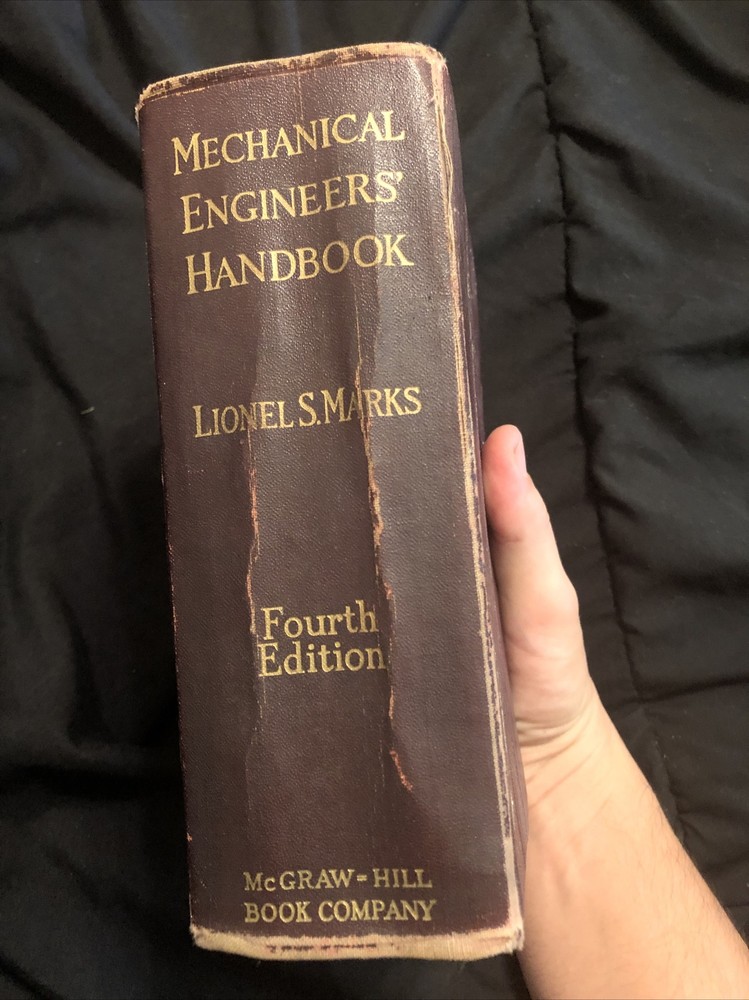 MECHANICAL
ENGINEERS'
HANDBOOK
LIONEL S. MARKS
Fourth
Edition
McGRAW-HILL
BOOK COMPANY